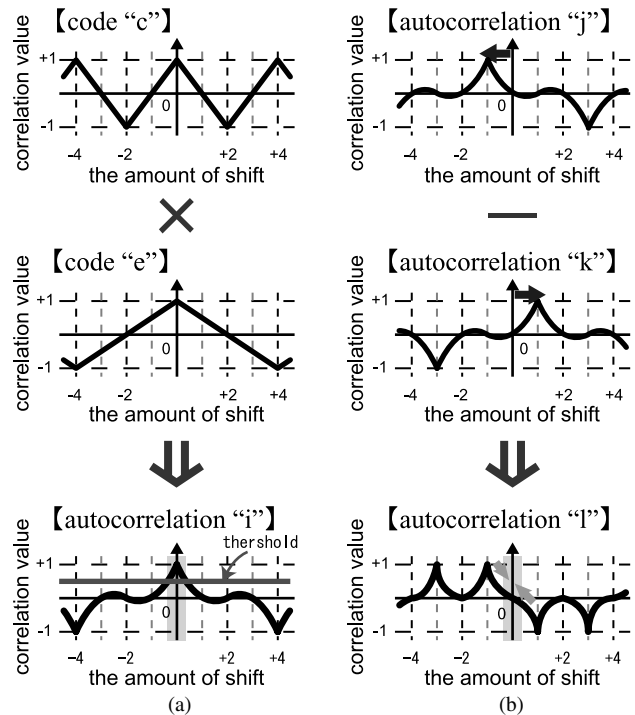 【code “c”】
correlation value
+1
0
-1
-4
-2
+2
+4
the amount of shift
×
【code “e”】
correlation value
+1
0
-1
-4
-2
+2
+4
the amount of shift
【autocorrelation “i”】
thershold
correlation value
+1
0
-1
-4
-2
+2
+4
the amount of shift
(a)
【autocorrelation “j”】
correlation value
+1
0
-1
-4
-2
+2
+4
the amount of shift
—
【autocorrelation “k”】
correlation value
+1
0
-1
-4
-2
+2
+4
the amount of shift
【autocorrelation “l”】
correlation value
+1
0
-1
-4
-2
+2
+4
the amount of shift
(b)